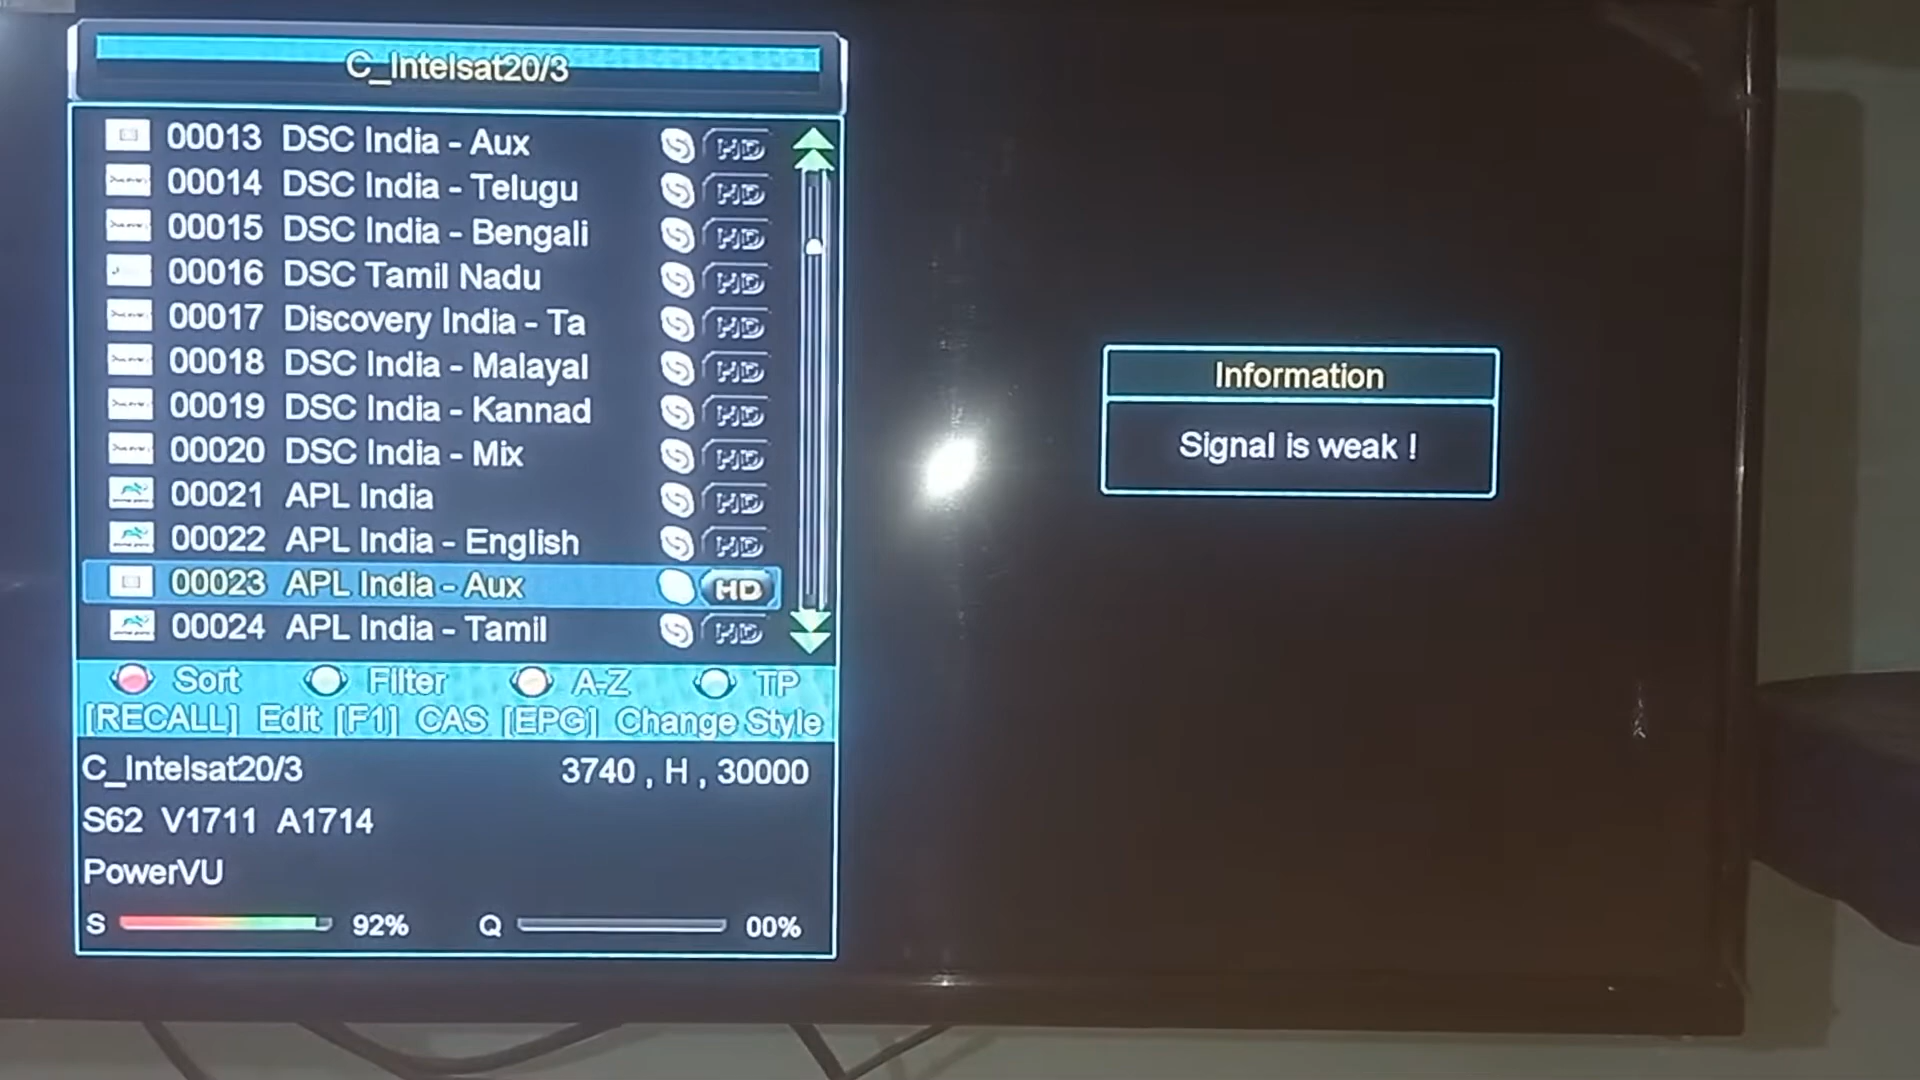 C_Intelsat20/3
00013 DSC India - Aux HD
00014 DSC India - Telugu HD
00015 DSC India - Bengali HD
00016 DSC Tamil Nadu HD
00017 Discovery India - Ta HD
00018 DSC India - Malayal HD
00019 DSC India - Kannad HD
00020 DSC India - Mix HD
00021 APL India HD
00022 APL India - English HD
00023 APL India - Aux HD
00024 APL India - Tamil HD
Sort Filter A-Z TP
[RECALL] Edit [F1] CAS [EPG] Change Style
C_Intelsat20/3 3740 , H , 30000
S62 V1711 A1714
PowerVU
S 92% Q 00%
Information
Signal is weak !